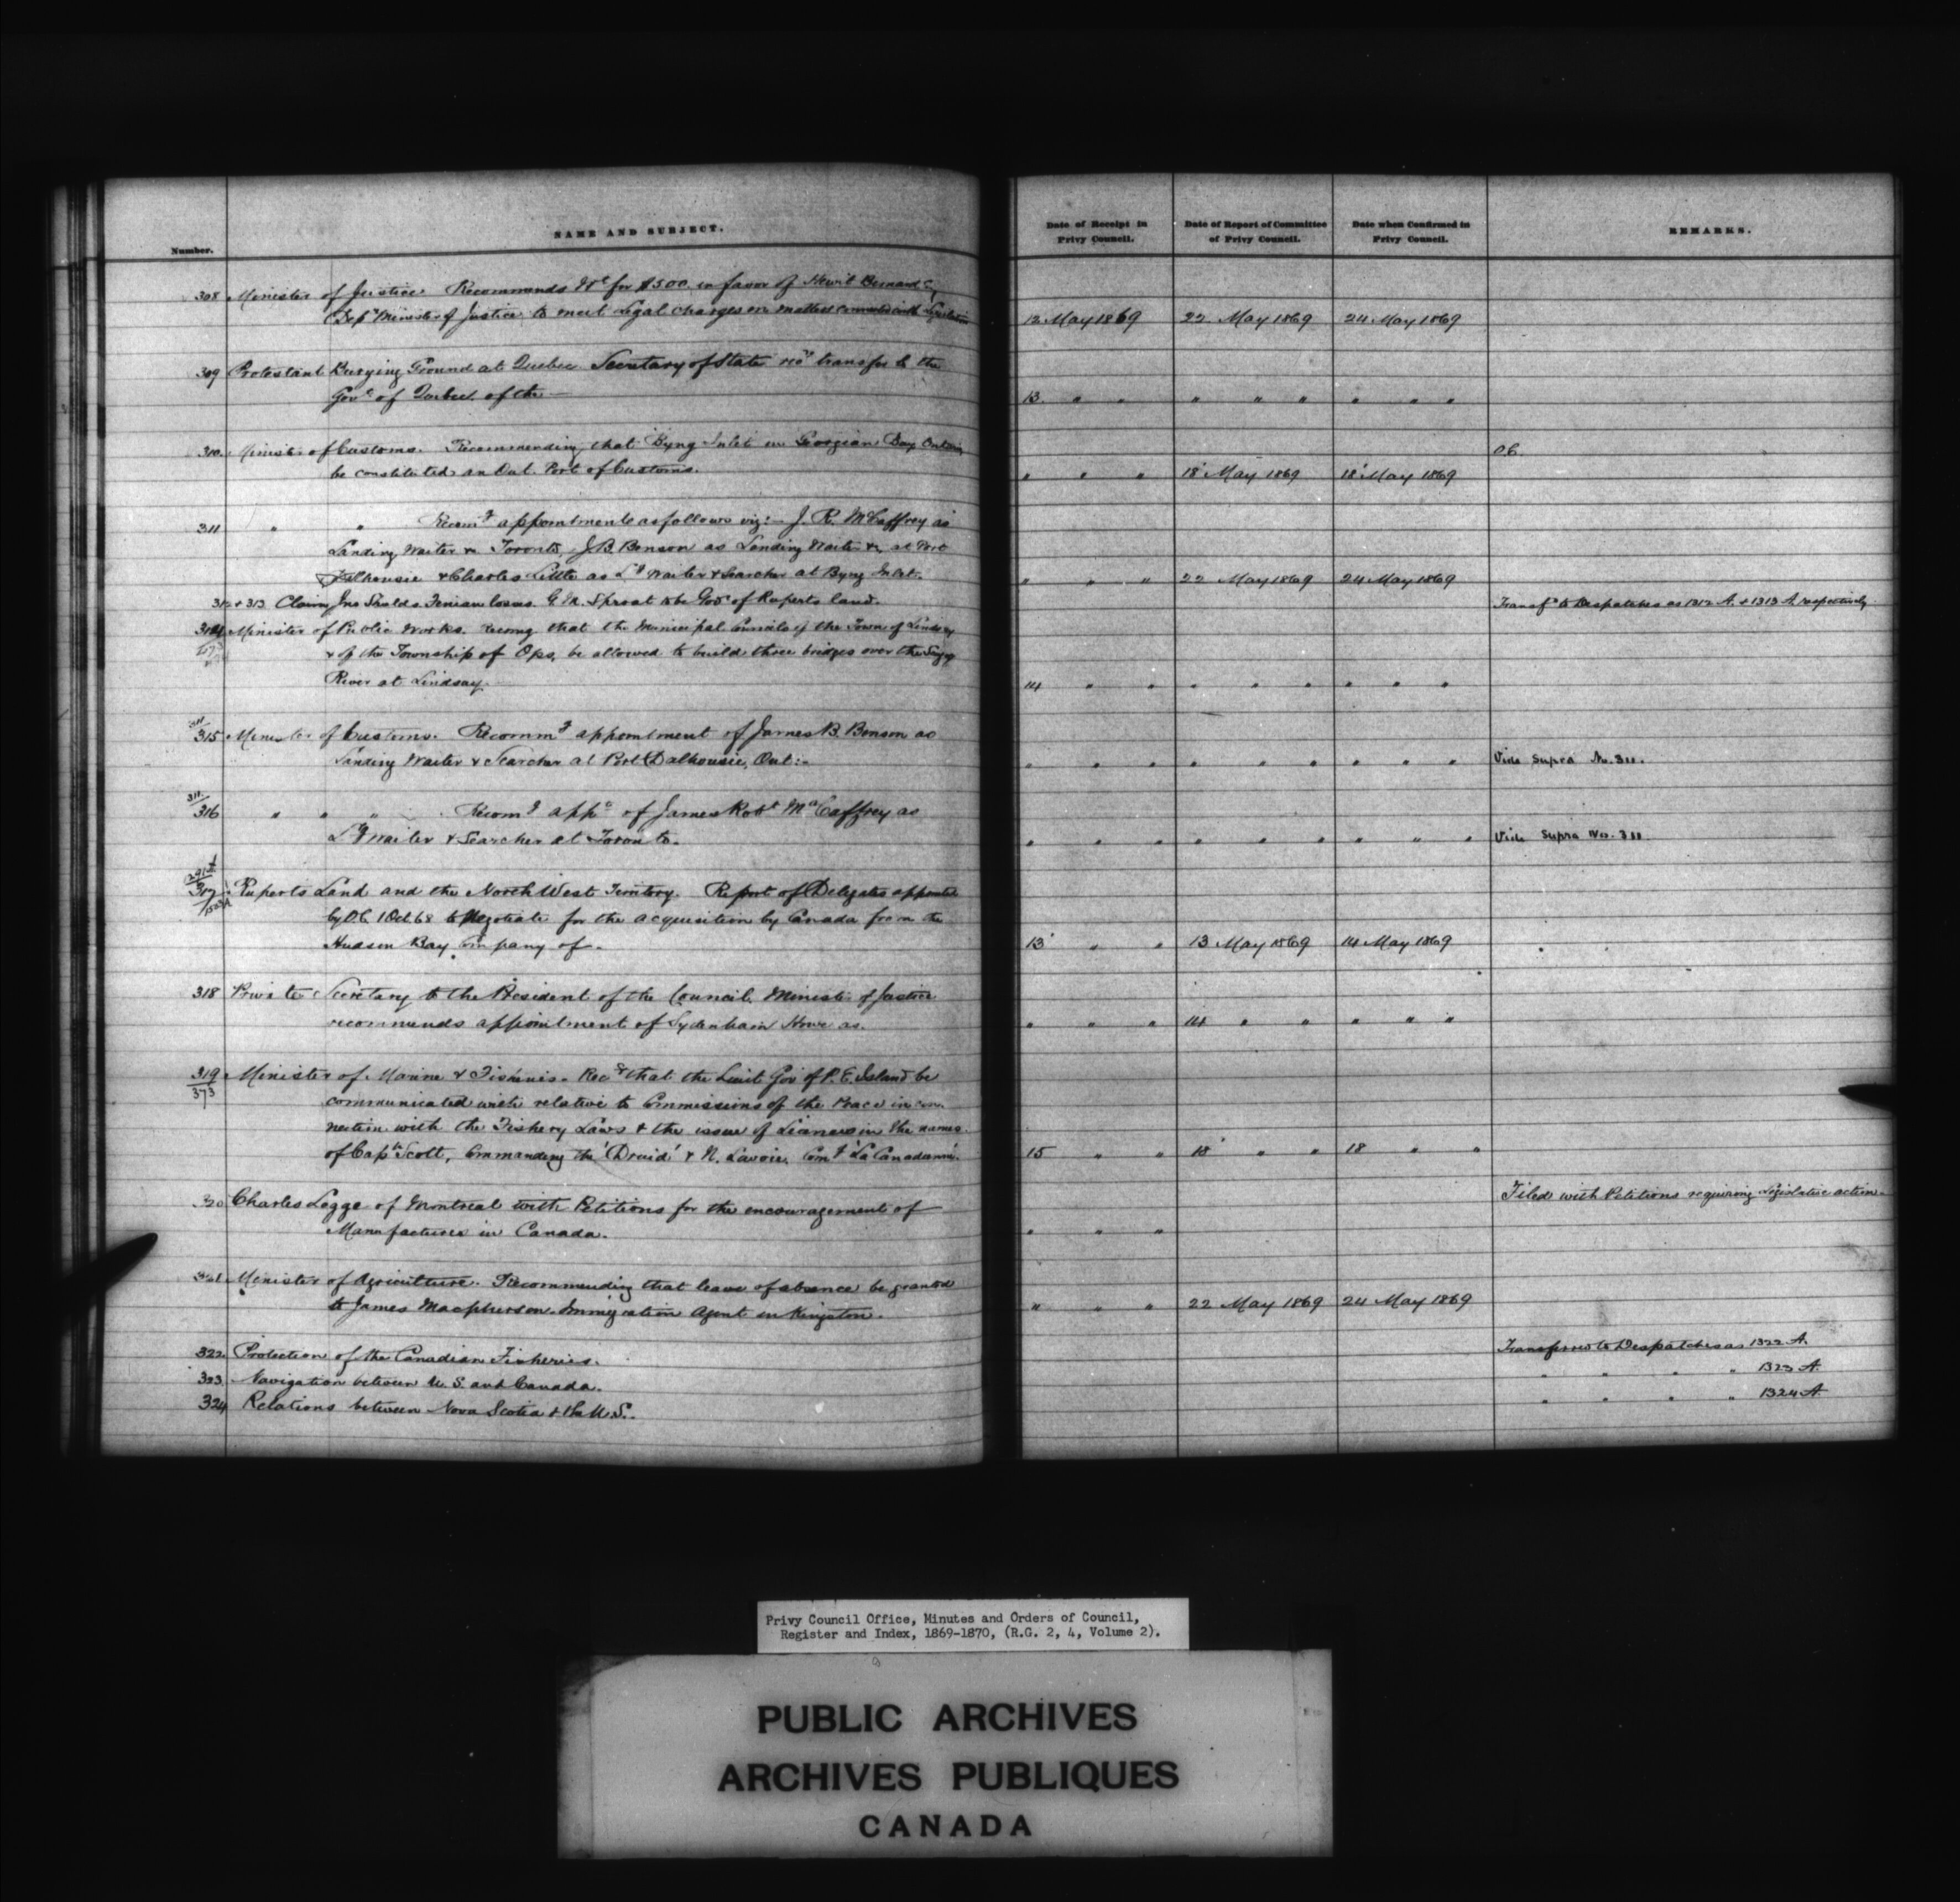 Number.
NAME AND SUBJECT.
Date of Receipt in Privy Council.
Date of Report of Committee of Privy Council.
Date when Confirmed in Privy Council.
REMARKS.
308 Minister of Justice Recommends Wt for $500 in favor of Hewit Bernard
Depy Minister of Justice to meet Legal charges on matters connected with Legislation 12 May 1869 22 May 1869 24 May 1869
309 Protestant Burying Ground at Quebec Secretary of State transfer to the
Govt of Quebec of the — 13 " " " " " " " "
310 Minister of Customs. Recommending that Byng Inlet in Georgian Bay Ontario O.C.
be constituted an Out Port of Customs. " " " 18 May 1869 18 May 1869
311 " " Recomg appointments as follows viz:— J. R. McCaffrey as
Landing Waiter &c Toronto, J. B. Benson as Landing Waiter &c at Port
Dalhousie & Charles Little as Lg Waiter & Searcher at Byng Inlet. " " " 22 May 1869 24 May 1869
312 & 313 Claim Jno Shields Fenian losses. G. M. Sproat to be Govr of Ruperts land. Transfd to Despatches as 1312 A. & 1313 A. respectively
314 Minister of Public Works. recomg that the Municipal Councils of the Town of Lindsay
& of the Township of Ops, be allowed to build three bridges over the
River at Lindsay. 14 " " " " " " " "
311
315 Minister of Customs. Recommg appointment of James B. Benson as
Landing Waiter & Searcher at Port Dalhousie, Ont:- " " " " " " " " " Vide Supra No. 311.
311
316 " " " Recomg appt of James Robt McCaffrey as
Lg Waiter & Searcher at Toronto. " " " " " " " " " Vide Supra No. 311
Ruperts Land and the North West Territory. Report of Delegates appointed
by O.C. 1 Oct 68 to Negotiate for the acquisition by Canada from the
Hudson Bay Company of — 13 " " 13 May 1869 14 May 1869
318 Private Secretary to the President of the Council. Minister of Justice
recommends appointment of Sydenham Howe as. " " " 14 " " " " "
319 Minister of Marine & Fisheries. Recg that the Lieut Gov of P. E. Island be
373
communicated with relative to Commissions of the Peace in con-
nection with the Fishery Laws & the issue of Licenses in the names
of Captn Scott, Commanding the 'Druid' & N. Lavoie, Comg 'La Canadienne'. 15 " " 18 " " 18 " "
320 Charles Legge of Montreal with Petitions for the encouragement of Filed with Petitions requiring Legislative action.
Manufactures in Canada. " " "
321 Minister of Agriculture. Recommending that leave of absence be granted
to James Macpherson Immigration Agent in Kingston. " " " 22 May 1869 24 May 1869
322 Protection of the Canadian Fisheries. Transferred to Despatches as 1322 A.
323 Navigation between U. S. and Canada. " " " " 1323 A.
324 Relations between Nova Scotia & the U. S. " " " " 1324 A
Privy Council Office, Minutes and Orders of Council,
Register and Index, 1869-1870, (R.G. 2, 4, Volume 2).
PUBLIC ARCHIVES
ARCHIVES PUBLIQUES
CANADA